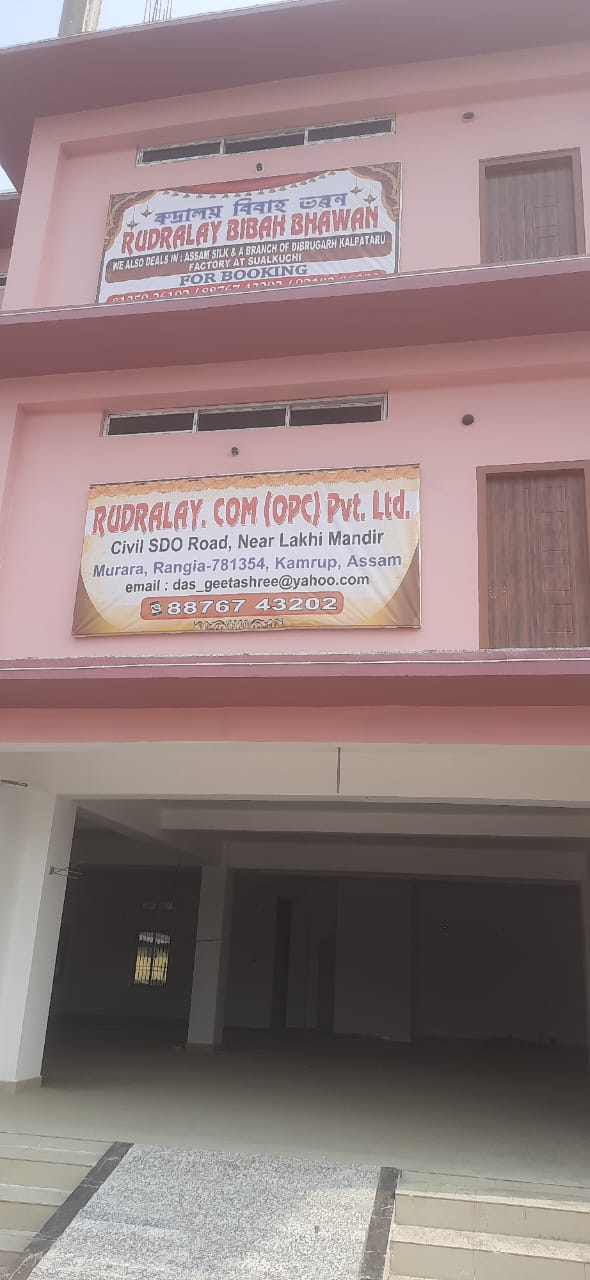 ৰুদ্ৰালয় বিবাহ ভৱন
RUDRALAY BIBAH BHAWAN
WE ALSO DEALS IN : ASSAM SILK & A BRANCH OF DIBRUGARH KALPATARU
FACTORY AT SUALKUCHI
FOR BOOKING
88767 43202
RUDRALAY. COM (OPC) Pvt. Ltd.
Civil SDO Road, Near Lakhi Mandir
Murara, Rangia-781354, Kamrup, Assam
email : das_geetashree@yahoo.com
88767 43202